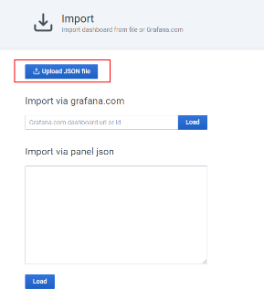 Import
Import dashboard from file or Grafana.com
Upload JSON file
Import via grafana.com
Grafana.com dashboard url or id
Load
Import via panel json
Load